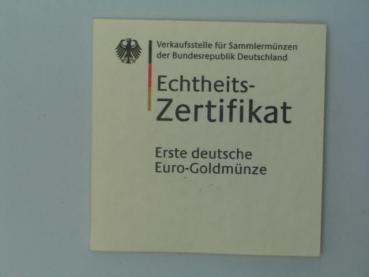 Verkaufsstelle für Sammlermünzen
der Bundesrepublik Deutschland
Echtheits-
Zertifikat
Erste deutsche
Euro-Goldmünze